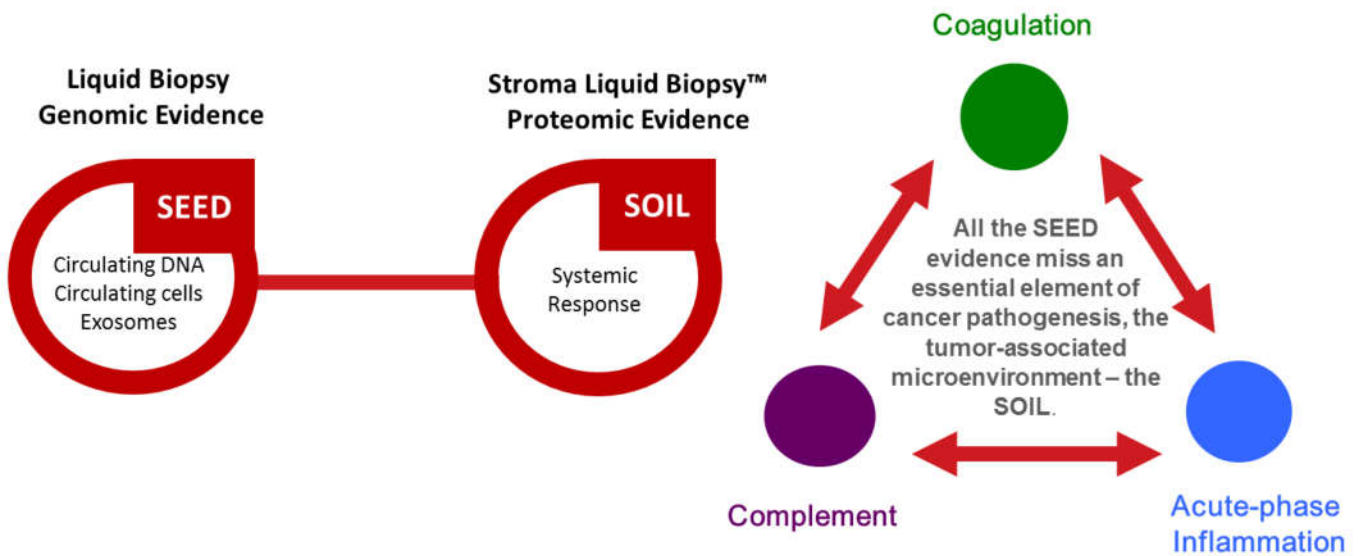 Liquid Biopsy
Genomic Evidence
SEED
Circulating DNA
Circulating cells
Exosomes
Stroma Liquid Biopsy™
Proteomic Evidence
SOIL
Systemic
Response
Coagulation
All the SEED
evidence miss an
essential element of
cancer pathogenesis, the
tumor-associated
microenvironment – the
SOIL.
Complement
Acute-phase
Inflammation